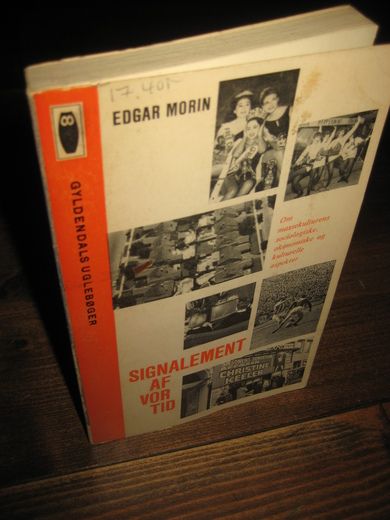 17.40
EDGAR MORIN
GYLDENDALS UGLEBØGER
Om
massekulturens
sociologiske,
økonomiske og
kulturelle
aspekter
SIGNALEMENT
AF
VOR
TID
CHRISTINE
KEELER